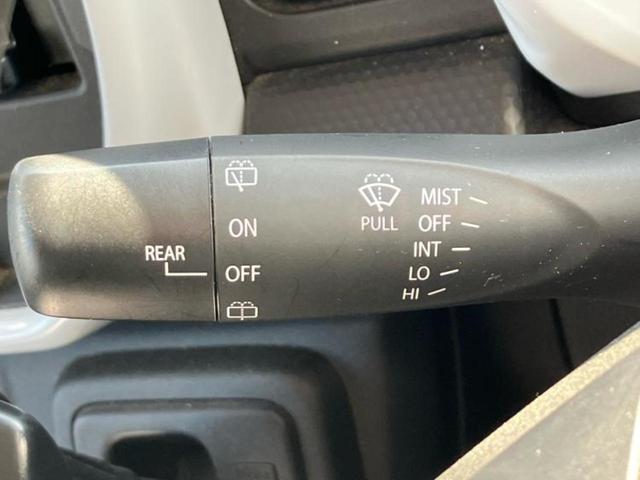 REAR
ON
OFF
PULL
MIST
OFF
INT
LO
HI